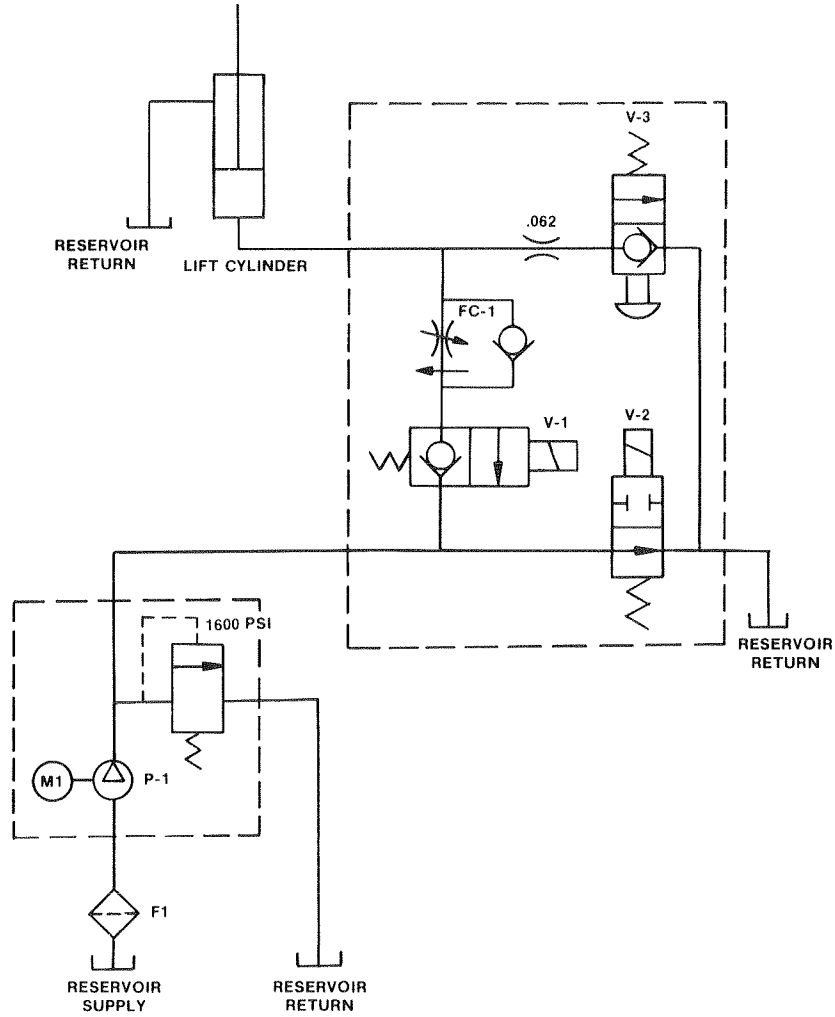 V-3
.062
RESERVOIR
RETURN
LIFT CYLINDER
FC-1
V-1
V-2
1600 PSI
RESERVOIR
RETURN
M1
P-1
F1
RESERVOIR
SUPPLY
RESERVOIR
RETURN